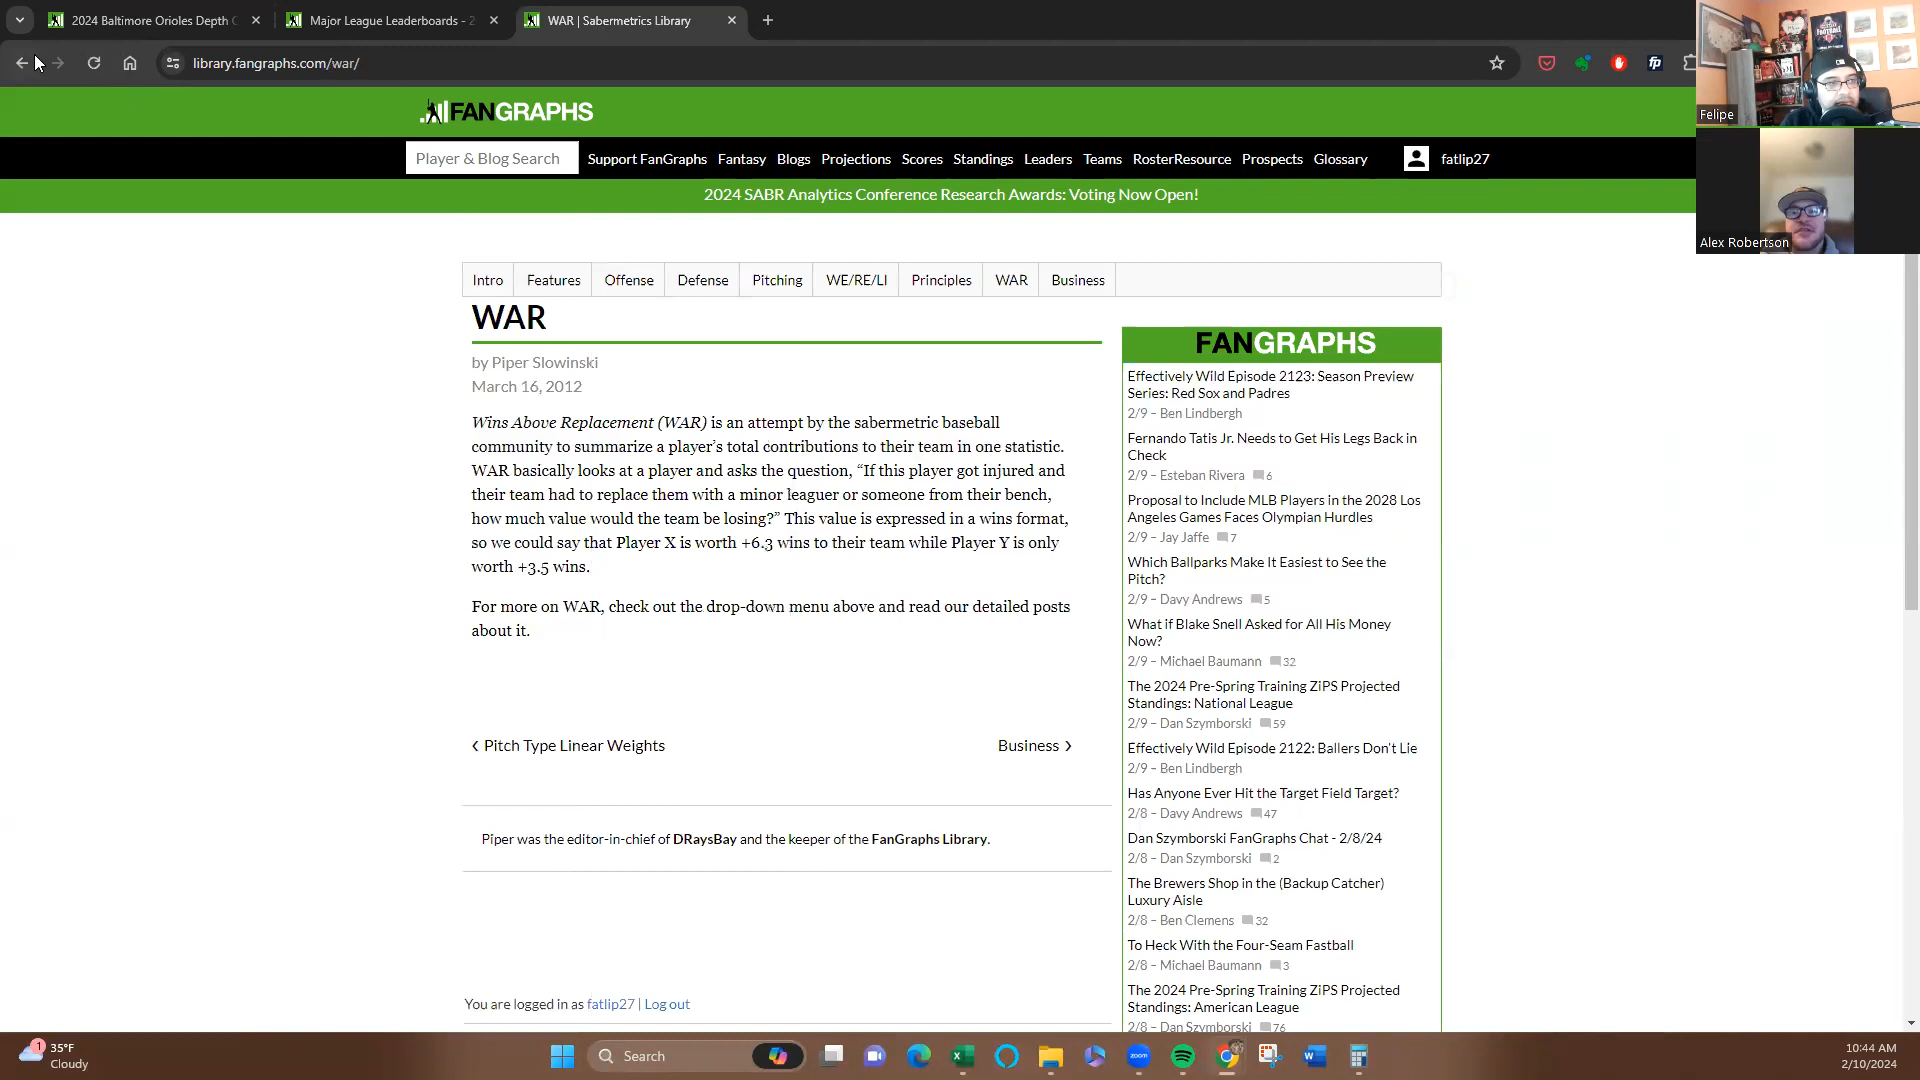 2024 Baltimore Orioles Depth C
Major League Leaderboards - 2
WAR | Sabermetrics Library
library.fangraphs.com/war/
fp
FANGRAPHS
Player & Blog Search
Support FanGraphs
Fantasy
Blogs
Projections
Scores
Standings
Leaders
Teams
RosterResource
Prospects
Glossary
fatlip27
2024 SABR Analytics Conference Research Awards: Voting Now Open!
Felipe
Alex Robertson
Intro
Features
Offense
Defense
Pitching
WE/RE/LI
Principles
WAR
Business
WAR
by Piper Slowinski
March 16, 2012
Wins Above Replacement (WAR) is an attempt by the sabermetric baseball
community to summarize a player’s total contributions to their team in one statistic.
WAR basically looks at a player and asks the question, “If this player got injured and
their team had to replace them with a minor leaguer or someone from their bench,
how much value would the team be losing?” This value is expressed in a wins format,
so we could say that Player X is worth +6.3 wins to their team while Player Y is only
worth +3.5 wins.
For more on WAR, check out the drop-down menu above and read our detailed posts
about it.
‹ Pitch Type Linear Weights
Business ›
Piper was the editor-in-chief of DRaysBay and the keeper of the FanGraphs Library.
You are logged in as fatlip27 | Log out
FANGRAPHS
Effectively Wild Episode 2123: Season Preview
Series: Red Sox and Padres
2/9 – Ben Lindbergh
Fernando Tatis Jr. Needs to Get His Legs Back in
Check
2/9 – Esteban Rivera 6
Proposal to Include MLB Players in the 2028 Los
Angeles Games Faces Olympian Hurdles
2/9 – Jay Jaffe 7
Which Ballparks Make It Easiest to See the
Pitch?
2/9 – Davy Andrews 5
What if Blake Snell Asked for All His Money
Now?
2/9 – Michael Baumann 32
The 2024 Pre-Spring Training ZiPS Projected
Standings: National League
2/9 – Dan Szymborski 59
Effectively Wild Episode 2122: Ballers Don’t Lie
2/9 – Ben Lindbergh
Has Anyone Ever Hit the Target Field Target?
2/8 – Davy Andrews 47
Dan Szymborski FanGraphs Chat - 2/8/24
2/8 – Dan Szymborski 2
The Brewers Shop in the (Backup Catcher)
Luxury Aisle
2/8 – Ben Clemens 32
To Heck With the Four-Seam Fastball
2/8 – Michael Baumann 3
The 2024 Pre-Spring Training ZiPS Projected
Standings: American League
2/8 – Dan Szymborski 76
1
35°F
Cloudy
Search
zoom
10:44 AM
2/10/2024